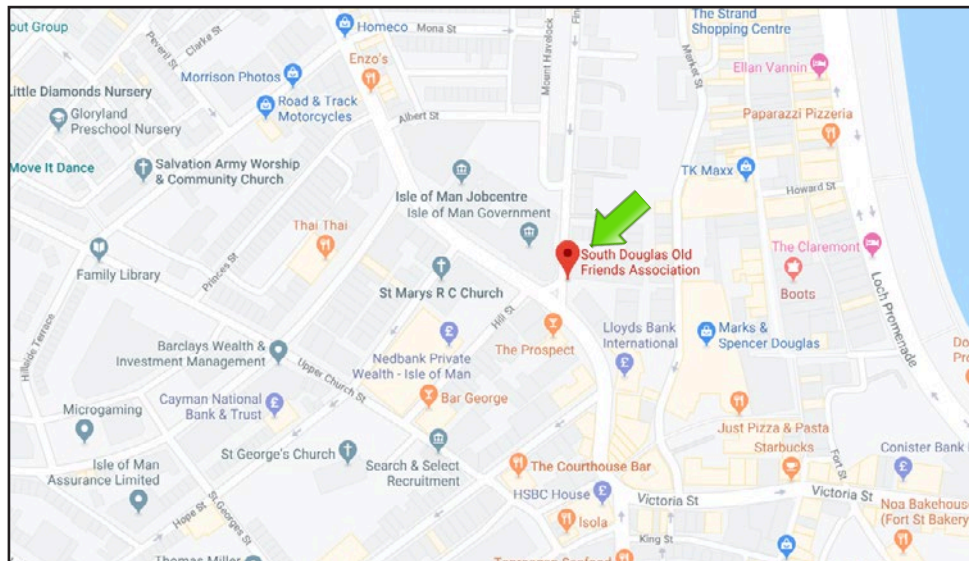 out Group
Homeco
Mona St
The Strand
Shopping Centre
Clarke St
Peveril St
Enzo's
Mount Havelock
Market St
Ellan Vannin
Morrison Photos
Little Diamonds Nursery
Gloryland
Preschool Nursery
Road & Track
Motorcycles
Albert St
Paparazzi Pizzeria
Move It Dance
Salvation Army Worship
& Community Church
TK Maxx
Isle of Man Jobcentre
Isle of Man Government
Howard St
Thai Thai
South Douglas Old
Friends Association
The Claremont
Family Library
Princes St
St Marys R C Church
Boots
Loch Promenade
Hill St
Hillside Terrace
Barclays Wealth &
Investment Management
The Prospect
Lloyds Bank
International
Marks &
Spencer Douglas
Nedbank Private
Wealth - Isle of Man
Upper Church St
Cayman National
Bank & Trust
Bar George
Microgaming
Just Pizza & Pasta
Starbucks
St George's Church
Search & Select
Recruitment
The Courthouse Bar
Fort St
Conister Bank
Isle of Man
Assurance Limited
HSBC House
Victoria St
Victoria St
Hope St
St Georges St
Isola
Noa Bakehouse
(Fort St Bakery)
King St
Thomas Miller